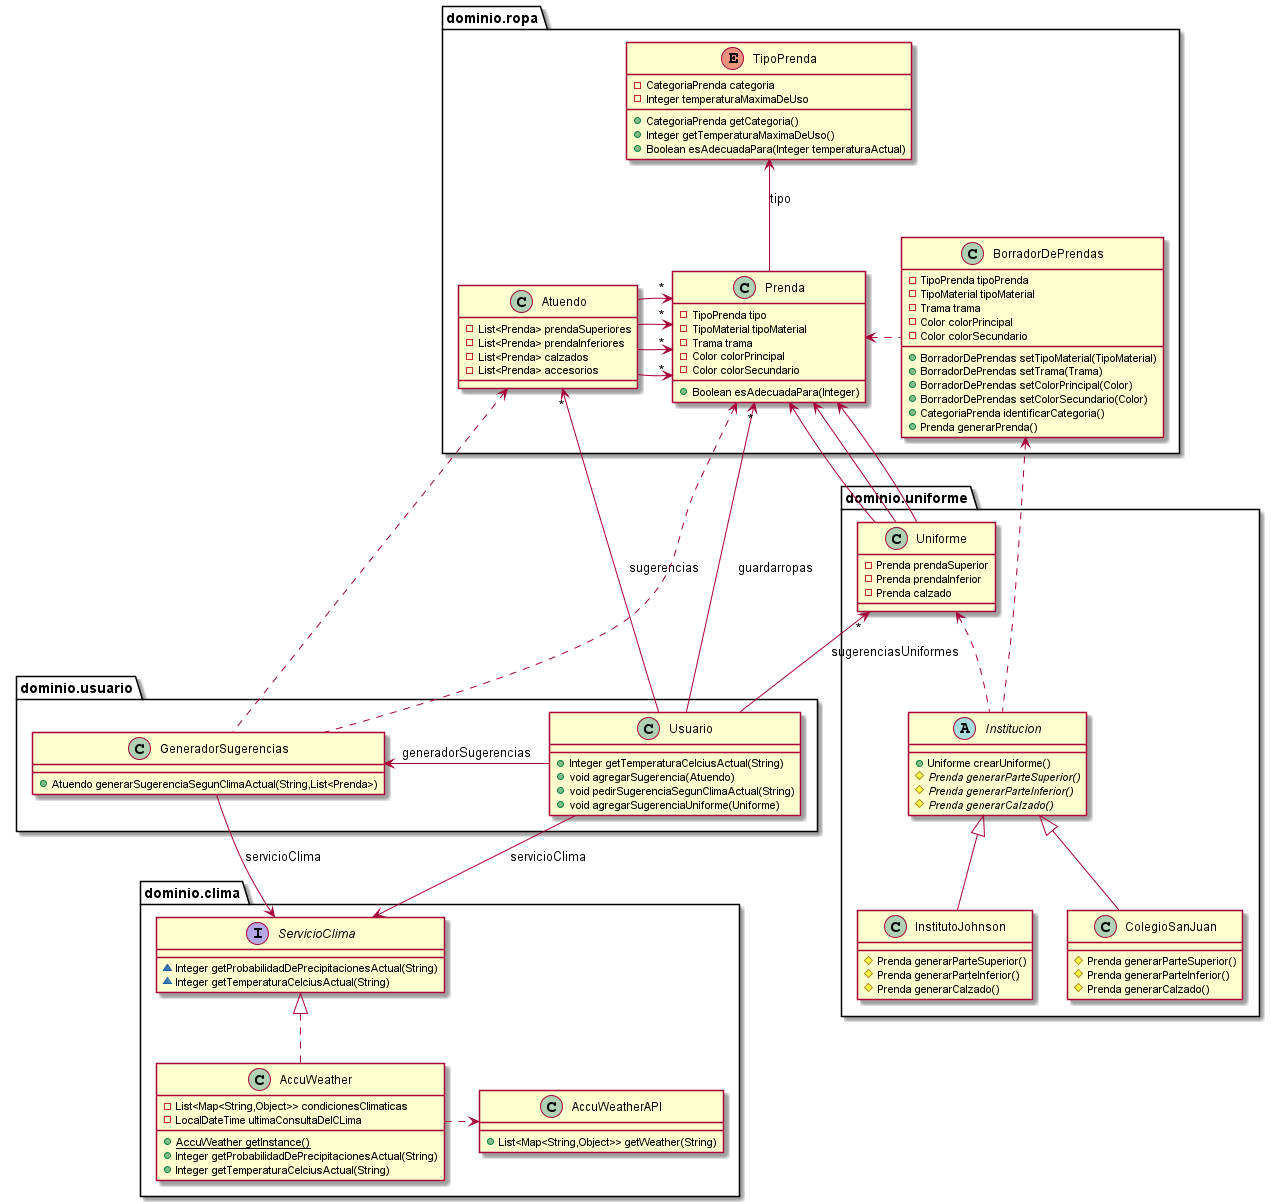 dominio.ropa
E TipoPrenda
CategoriaPrenda categoria
Integer temperaturaMaximaDeUso
CategoriaPrenda getCategoria()
Integer getTemperaturaMaximaDeUso()
Boolean esAdecuadaPara(Integer temperaturaActual)
tipo
C BorradorDePrendas
TipoPrenda tipoPrenda
TipoMaterial tipoMaterial
Trama trama
Color colorPrincipal
Color colorSecundario
BorradorDePrendas setTipoMaterial(TipoMaterial)
BorradorDePrendas setTrama(Trama)
BorradorDePrendas setColorPrincipal(Color)
BorradorDePrendas setColorSecundario(Color)
CategoriaPrenda identificarCategoria()
Prenda generarPrenda()
C Prenda
TipoPrenda tipo
TipoMaterial tipoMaterial
Trama trama
Color colorPrincipal
Color colorSecundario
Boolean esAdecuadaPara(Integer)
C Atuendo
List<Prenda> prendaSuperiores
List<Prenda> prendaInferiores
List<Prenda> calzados
List<Prenda> accesorios
*
*
*
*
*
*
dominio.uniforme
C Uniforme
Prenda prendaSuperior
Prenda prendaInferior
Prenda calzado
sugerencias
guardarropas
*
sugerenciasUniformes
dominio.usuario
C GeneradorSugerencias
Atuendo generarSugerenciaSegunClimaActual(String,List<Prenda>)
generadorSugerencias
C Usuario
Integer getTemperaturaCelciusActual(String)
void agregarSugerencia(Atuendo)
void pedirSugerenciaSegunClimaActual(String)
void agregarSugerenciaUniforme(Uniforme)
A Institucion
Uniforme crearUniforme()
Prenda generarParteSuperior()
Prenda generarParteInferior()
Prenda generarCalzado()
servicioClima
servicioClima
C InstitutoJohnson
Prenda generarParteSuperior()
Prenda generarParteInferior()
Prenda generarCalzado()
C ColegioSanJuan
Prenda generarParteSuperior()
Prenda generarParteInferior()
Prenda generarCalzado()
dominio.clima
I ServicioClima
Integer getProbabilidadDePrecipitacionesActual(String)
Integer getTemperaturaCelciusActual(String)
C AccuWeather
List<Map<String,Object>> condicionesClimaticas
LocalDateTime ultimaConsultaDelCLima
AccuWeather getInstance()
Integer getProbabilidadDePrecipitacionesActual(String)
Integer getTemperaturaCelciusActual(String)
C AccuWeatherAPI
List<Map<String,Object>> getWeather(String)